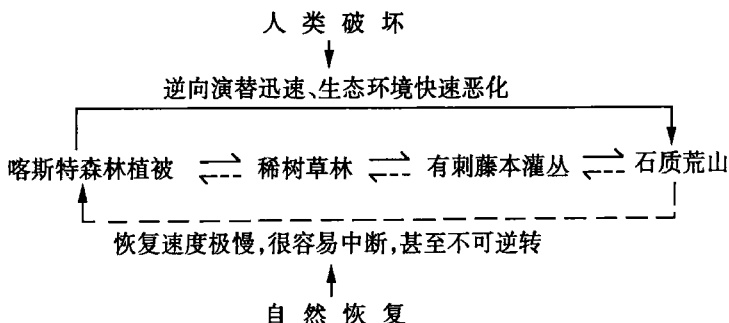 人类破坏
逆向演替迅速、生态环境快速恶化
喀斯特森林植被 稀树草林 有刺藤本灌丛 石质荒山
恢复速度极慢,很容易中断,甚至不可逆转
自然恢复